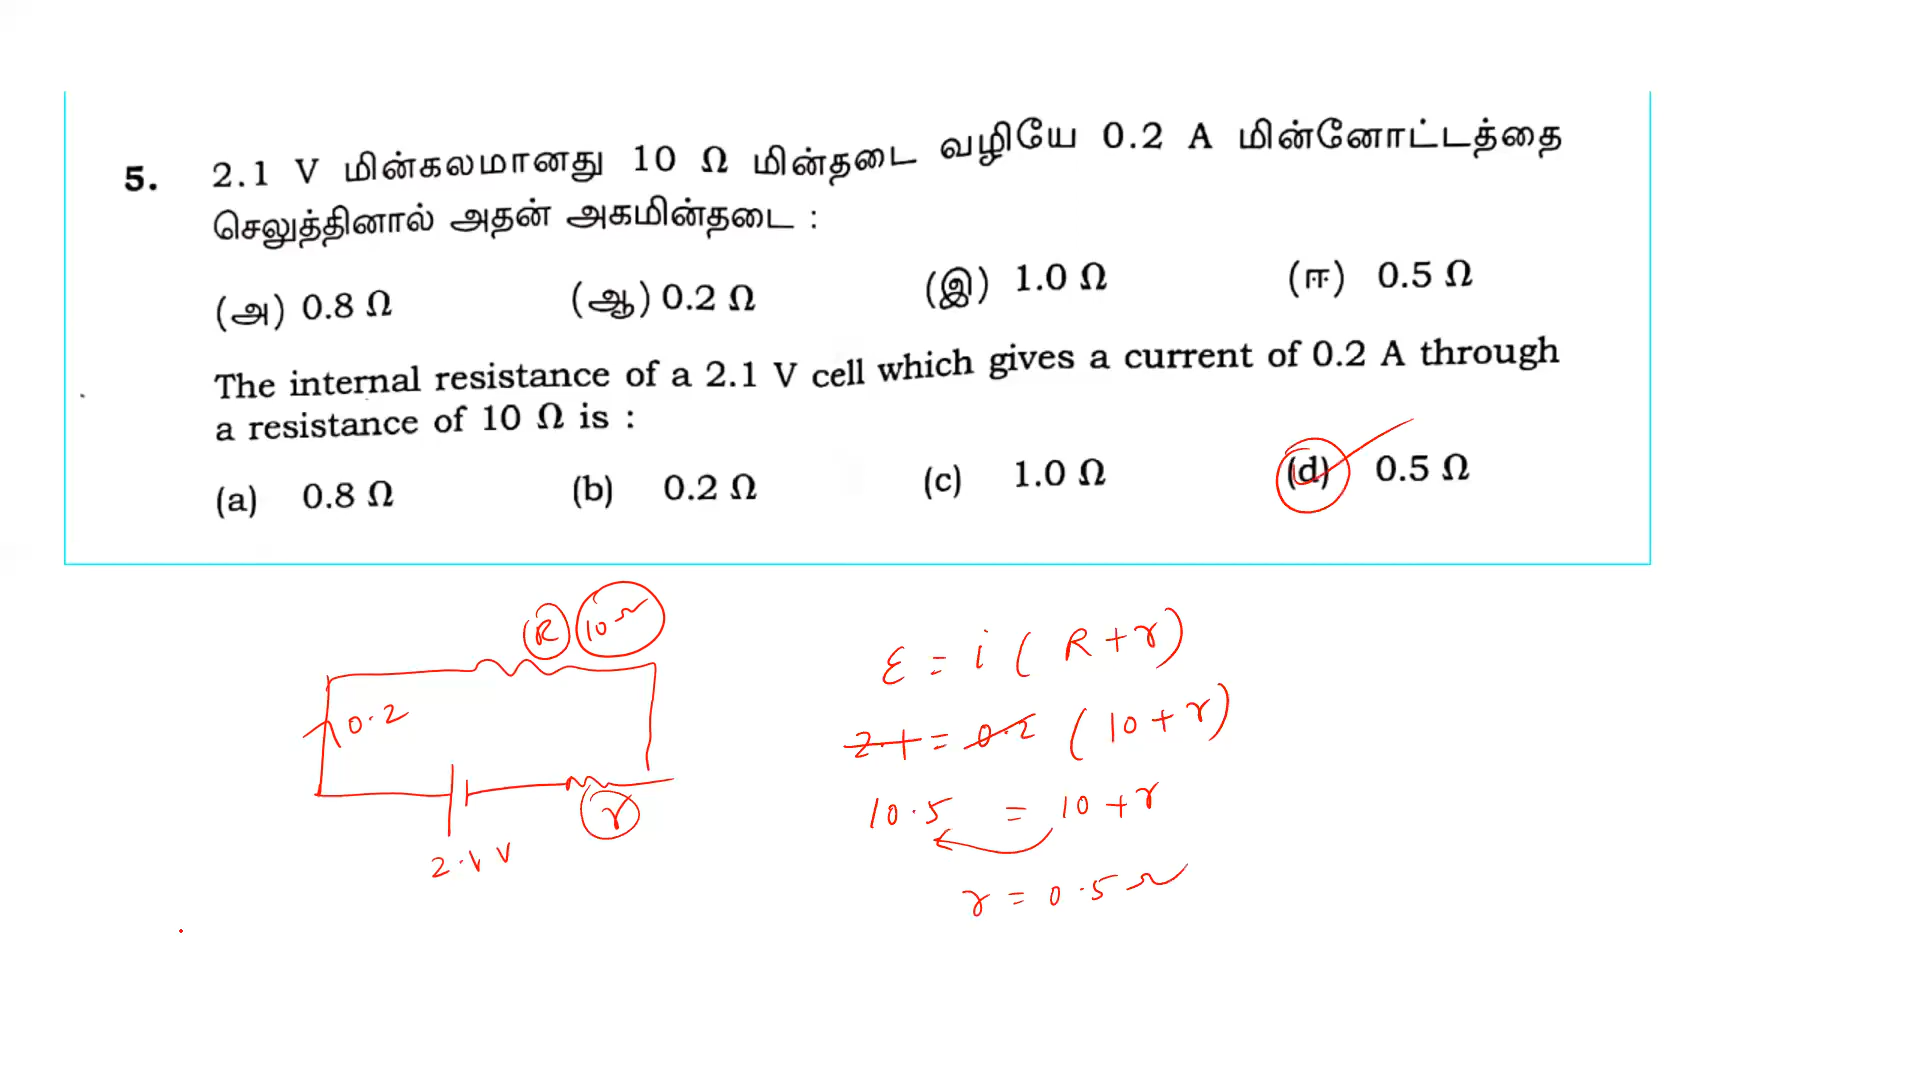 5. 2.1 V மின்கலமானது 10 Ω மின்தடை வழியே 0.2 A மின்னோட்டத்தை
செலுத்தினால் அதன் அகமின்தடை :
(அ) 0.8 Ω (ஆ) 0.2 Ω (இ) 1.0 Ω (ஈ) 0.5 Ω
The internal resistance of a 2.1 V cell which gives a current of 0.2 A through
a resistance of 10 Ω is :
(a) 0.8 Ω (b) 0.2 Ω (c) 1.0 Ω (d) 0.5 Ω
R 10Ω
0.2
r
2.1 V
ε = i ( R + r )
2.1 = 0.2 ( 10 + r )
10.5 = 10 + r
r = 0.5 Ω